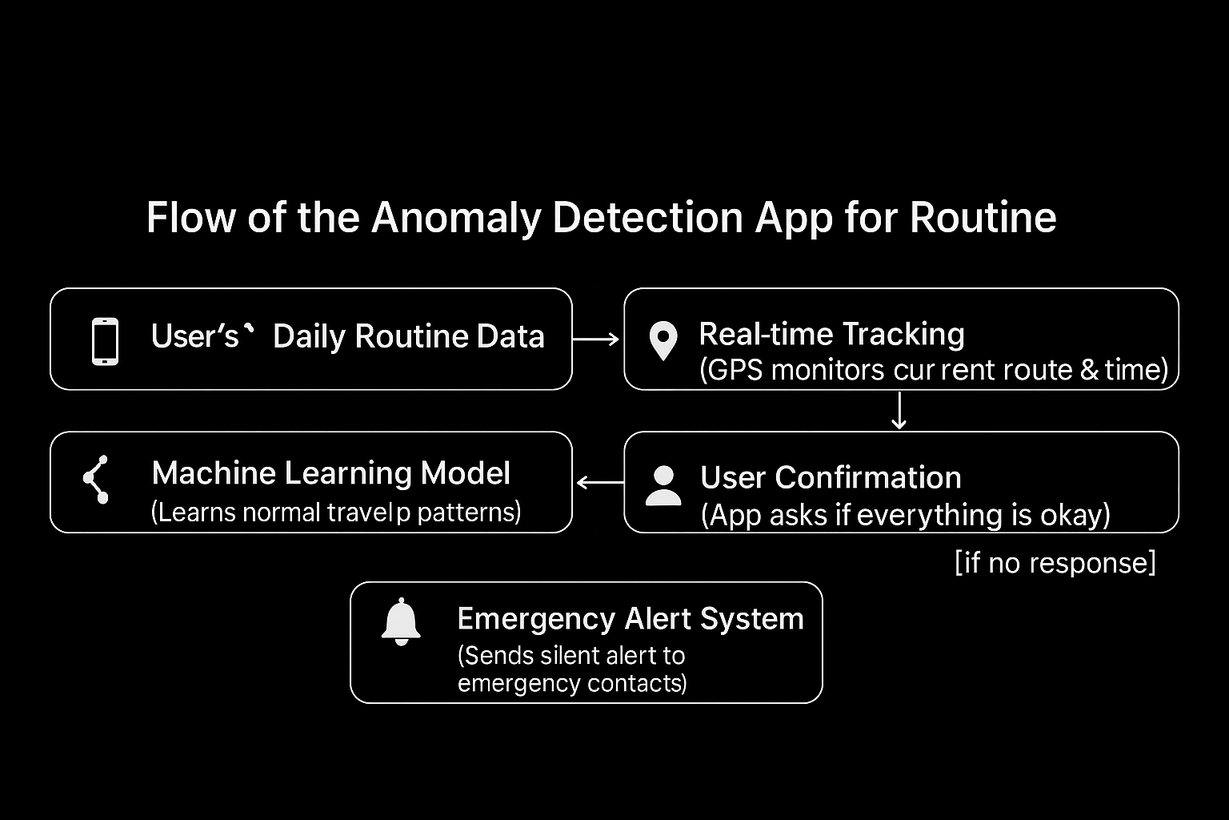 Flow of the Anomaly Detection App for Routine
User's` Daily Routine Data
Real-time Tracking
(GPS monitors cur rent route & time)
Machine Learning Model
(Learns normal travel p patterns)
User Confirmation
(App asks if everything is okay)
[if no response]
Emergency Alert System
(Sends silent alert to
emergency contacts)